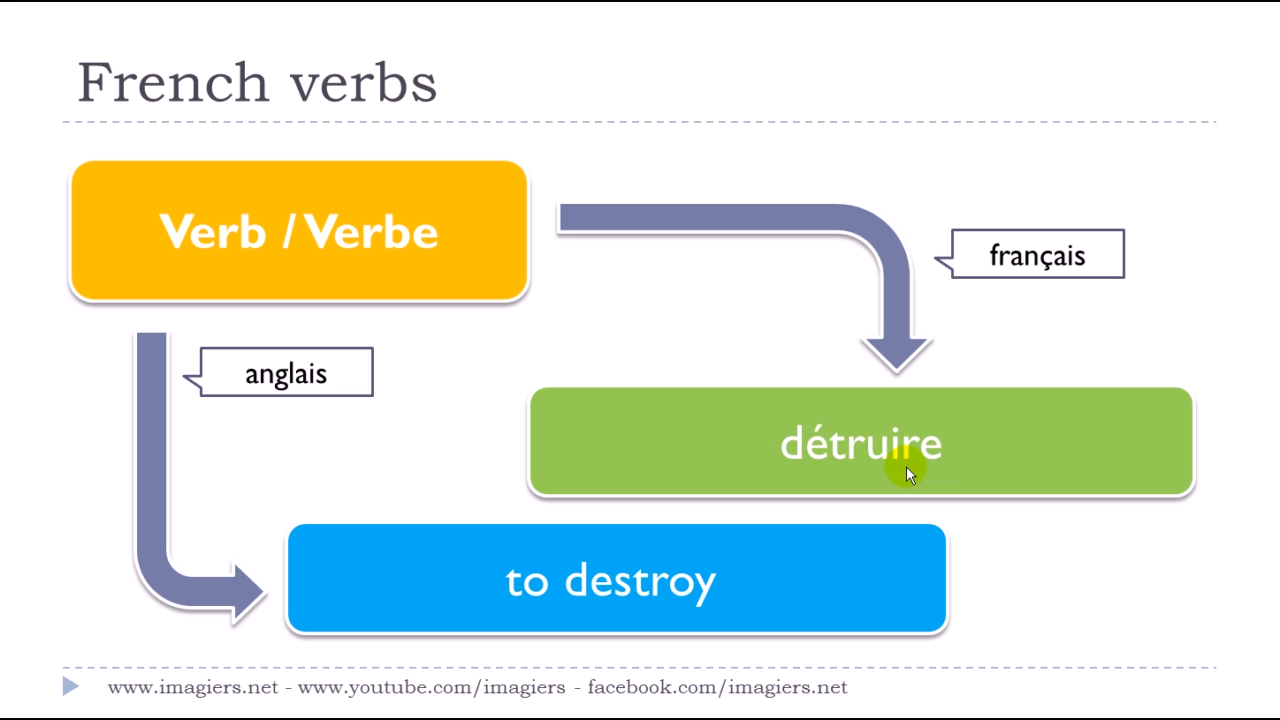 French verbs
Verb / Verbe
français
anglais
détruire
to destroy
www.imagiers.net - www.youtube.com/imagiers - facebook.com/imagiers.net